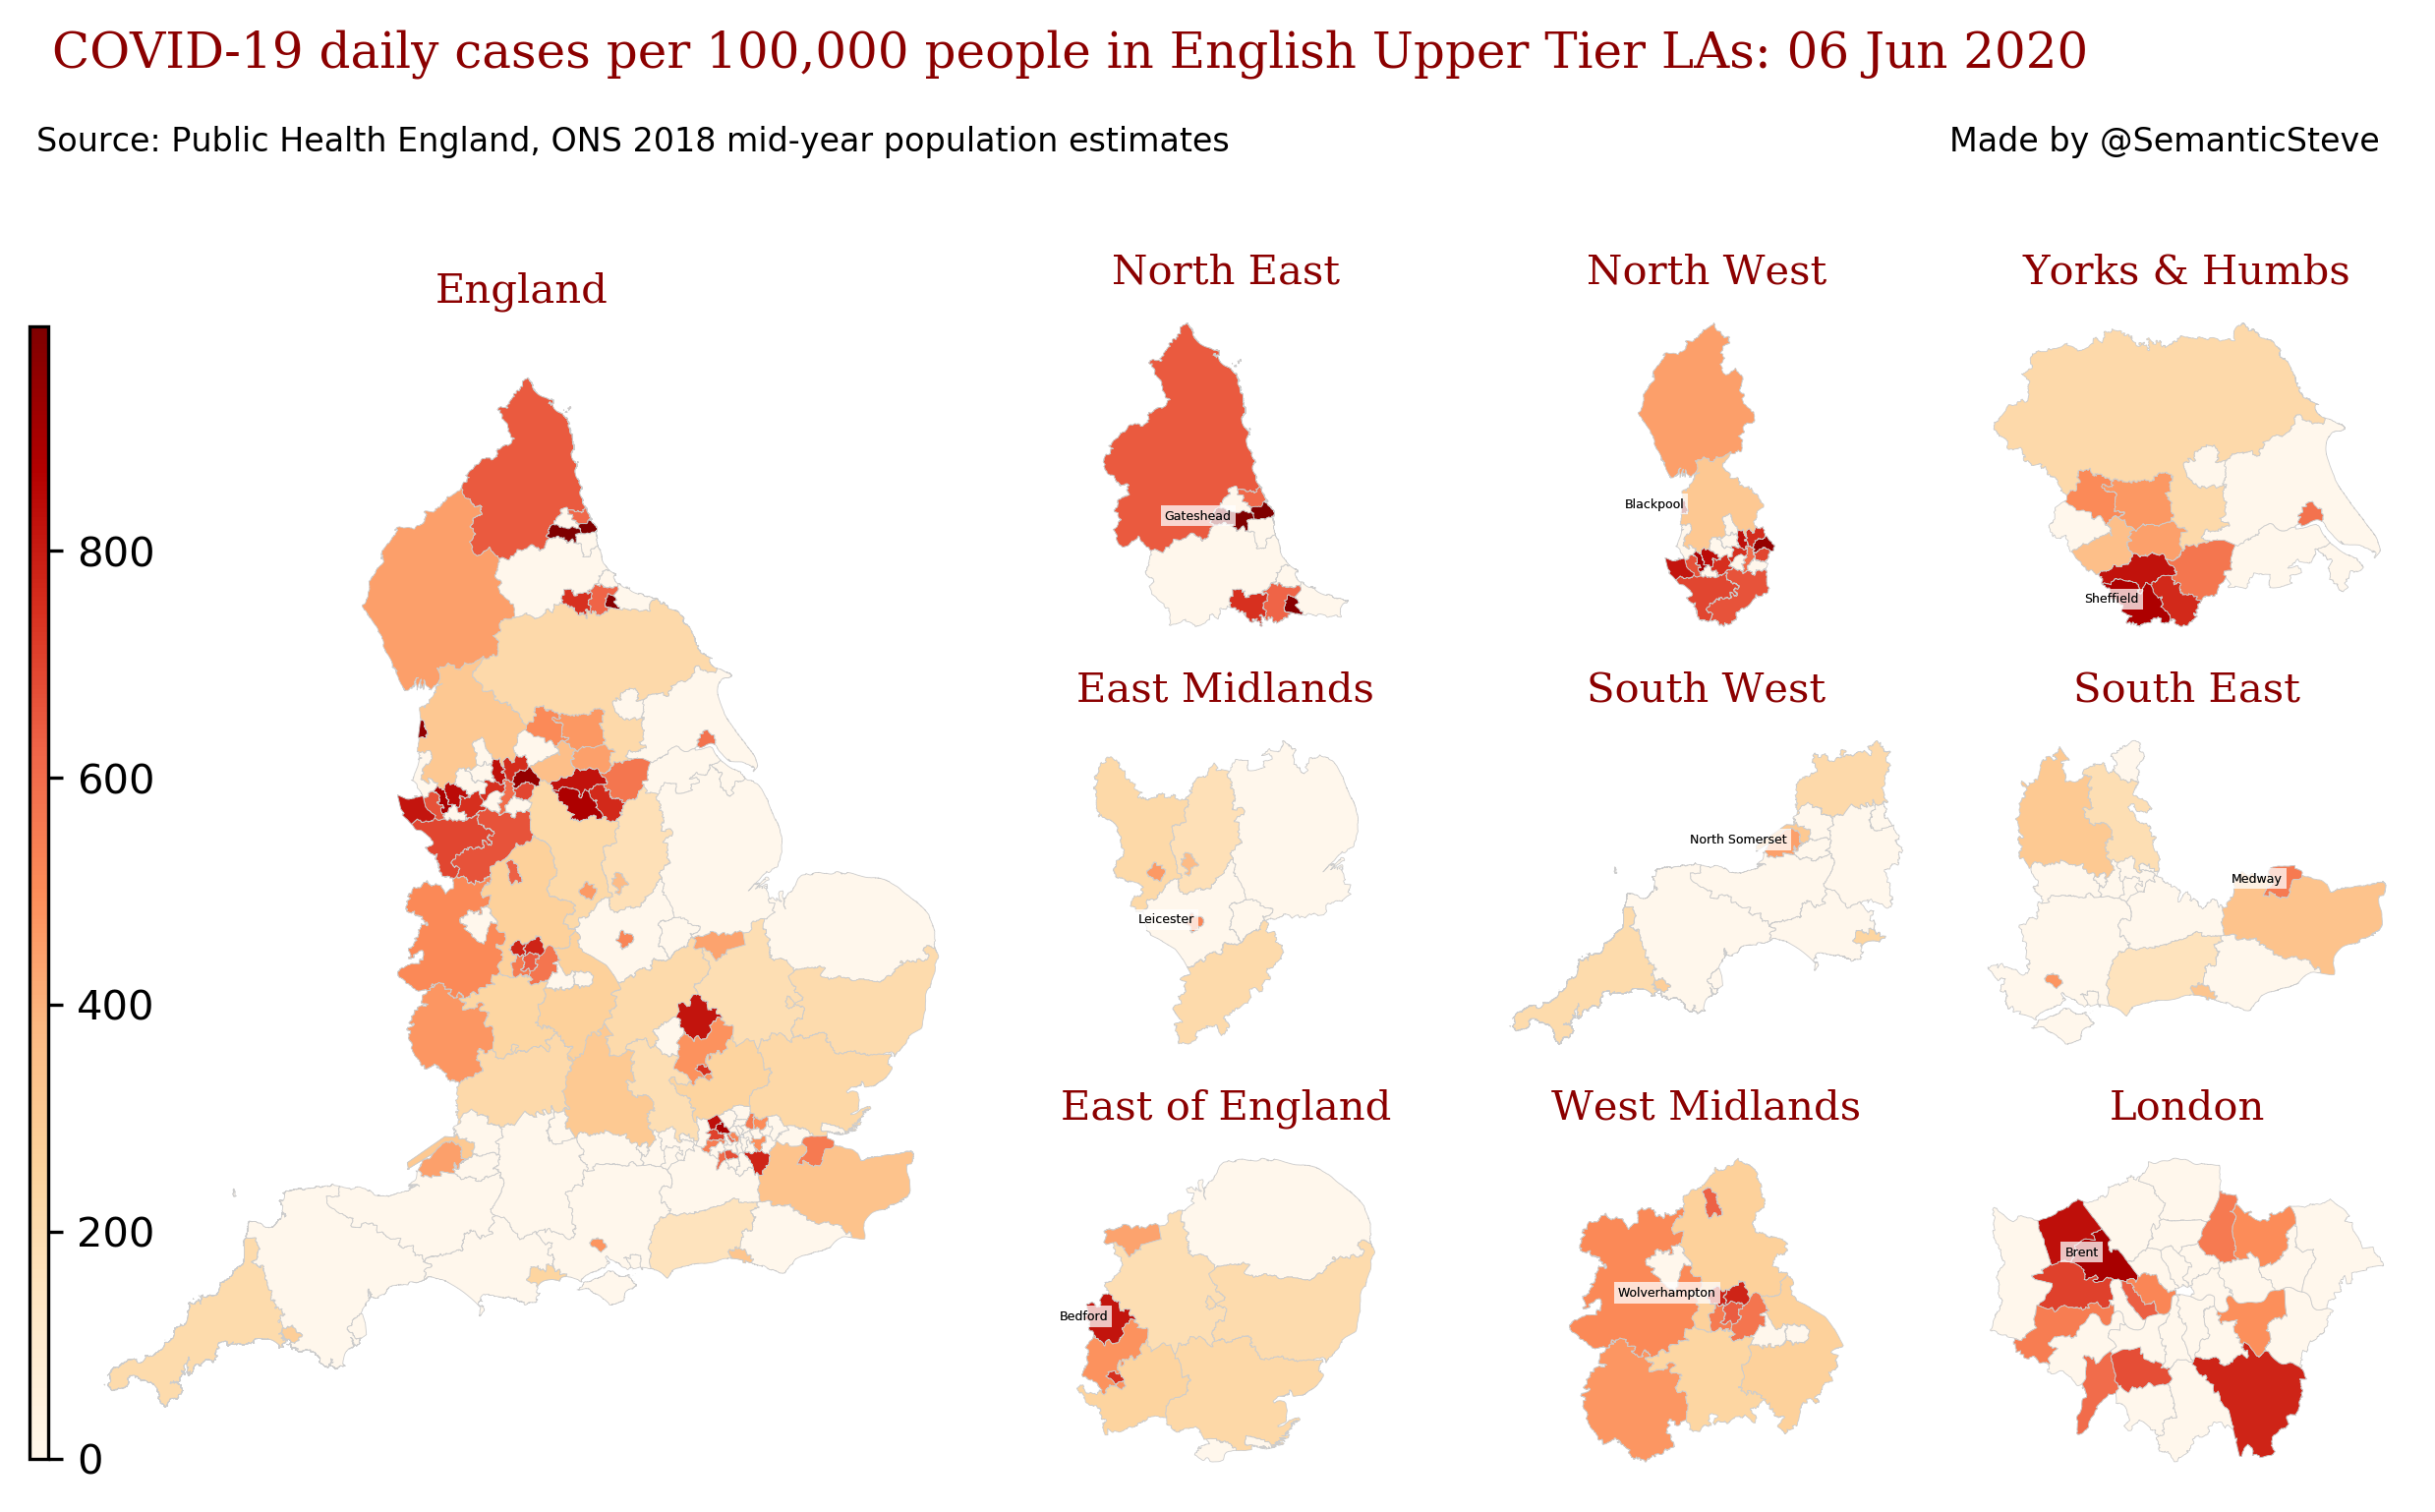 COVID-19 daily cases per 100,000 people in English Upper Tier LAs: 06 Jun 2020
Source: Public Health England, ONS 2018 mid-year population estimates
Made by @SemanticSteve
England
800
600
400
200
0
North East
Gateshead
North West
Blackpool
Yorks & Humbs
Sheffield
East Midlands
Leicester
South West
North Somerset
South East
Medway
East of England
Bedford
West Midlands
Wolverhampton
London
Brent